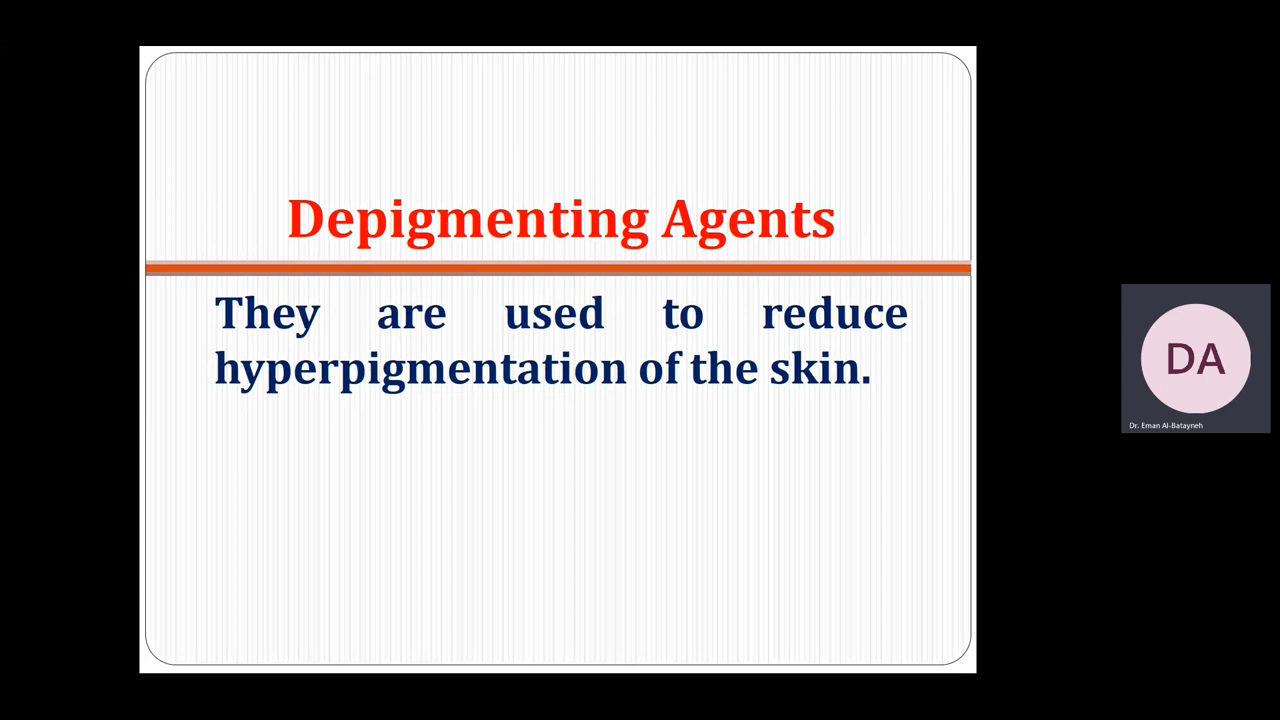 Depigmenting Agents
They are used to reduce
hyperpigmentation of the skin.
DA
Dr. Eman Al-Batayneh